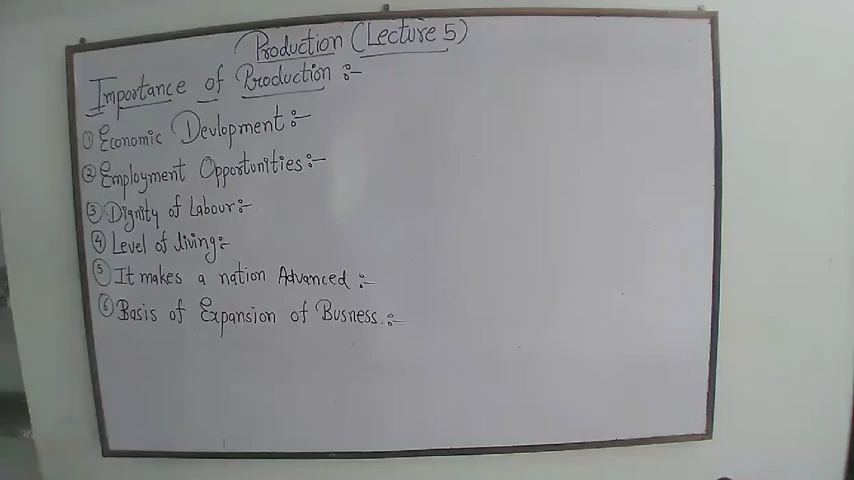 Production (Lecture 5)
Importance of Production :-
① Economic Devlopment :-
② Employment Opportunities :-
③ Dignity of Labour :-
④ Level of living :-
⑤ It makes a nation Advanced :-
⑥ Basis of Expansion of Busness :-